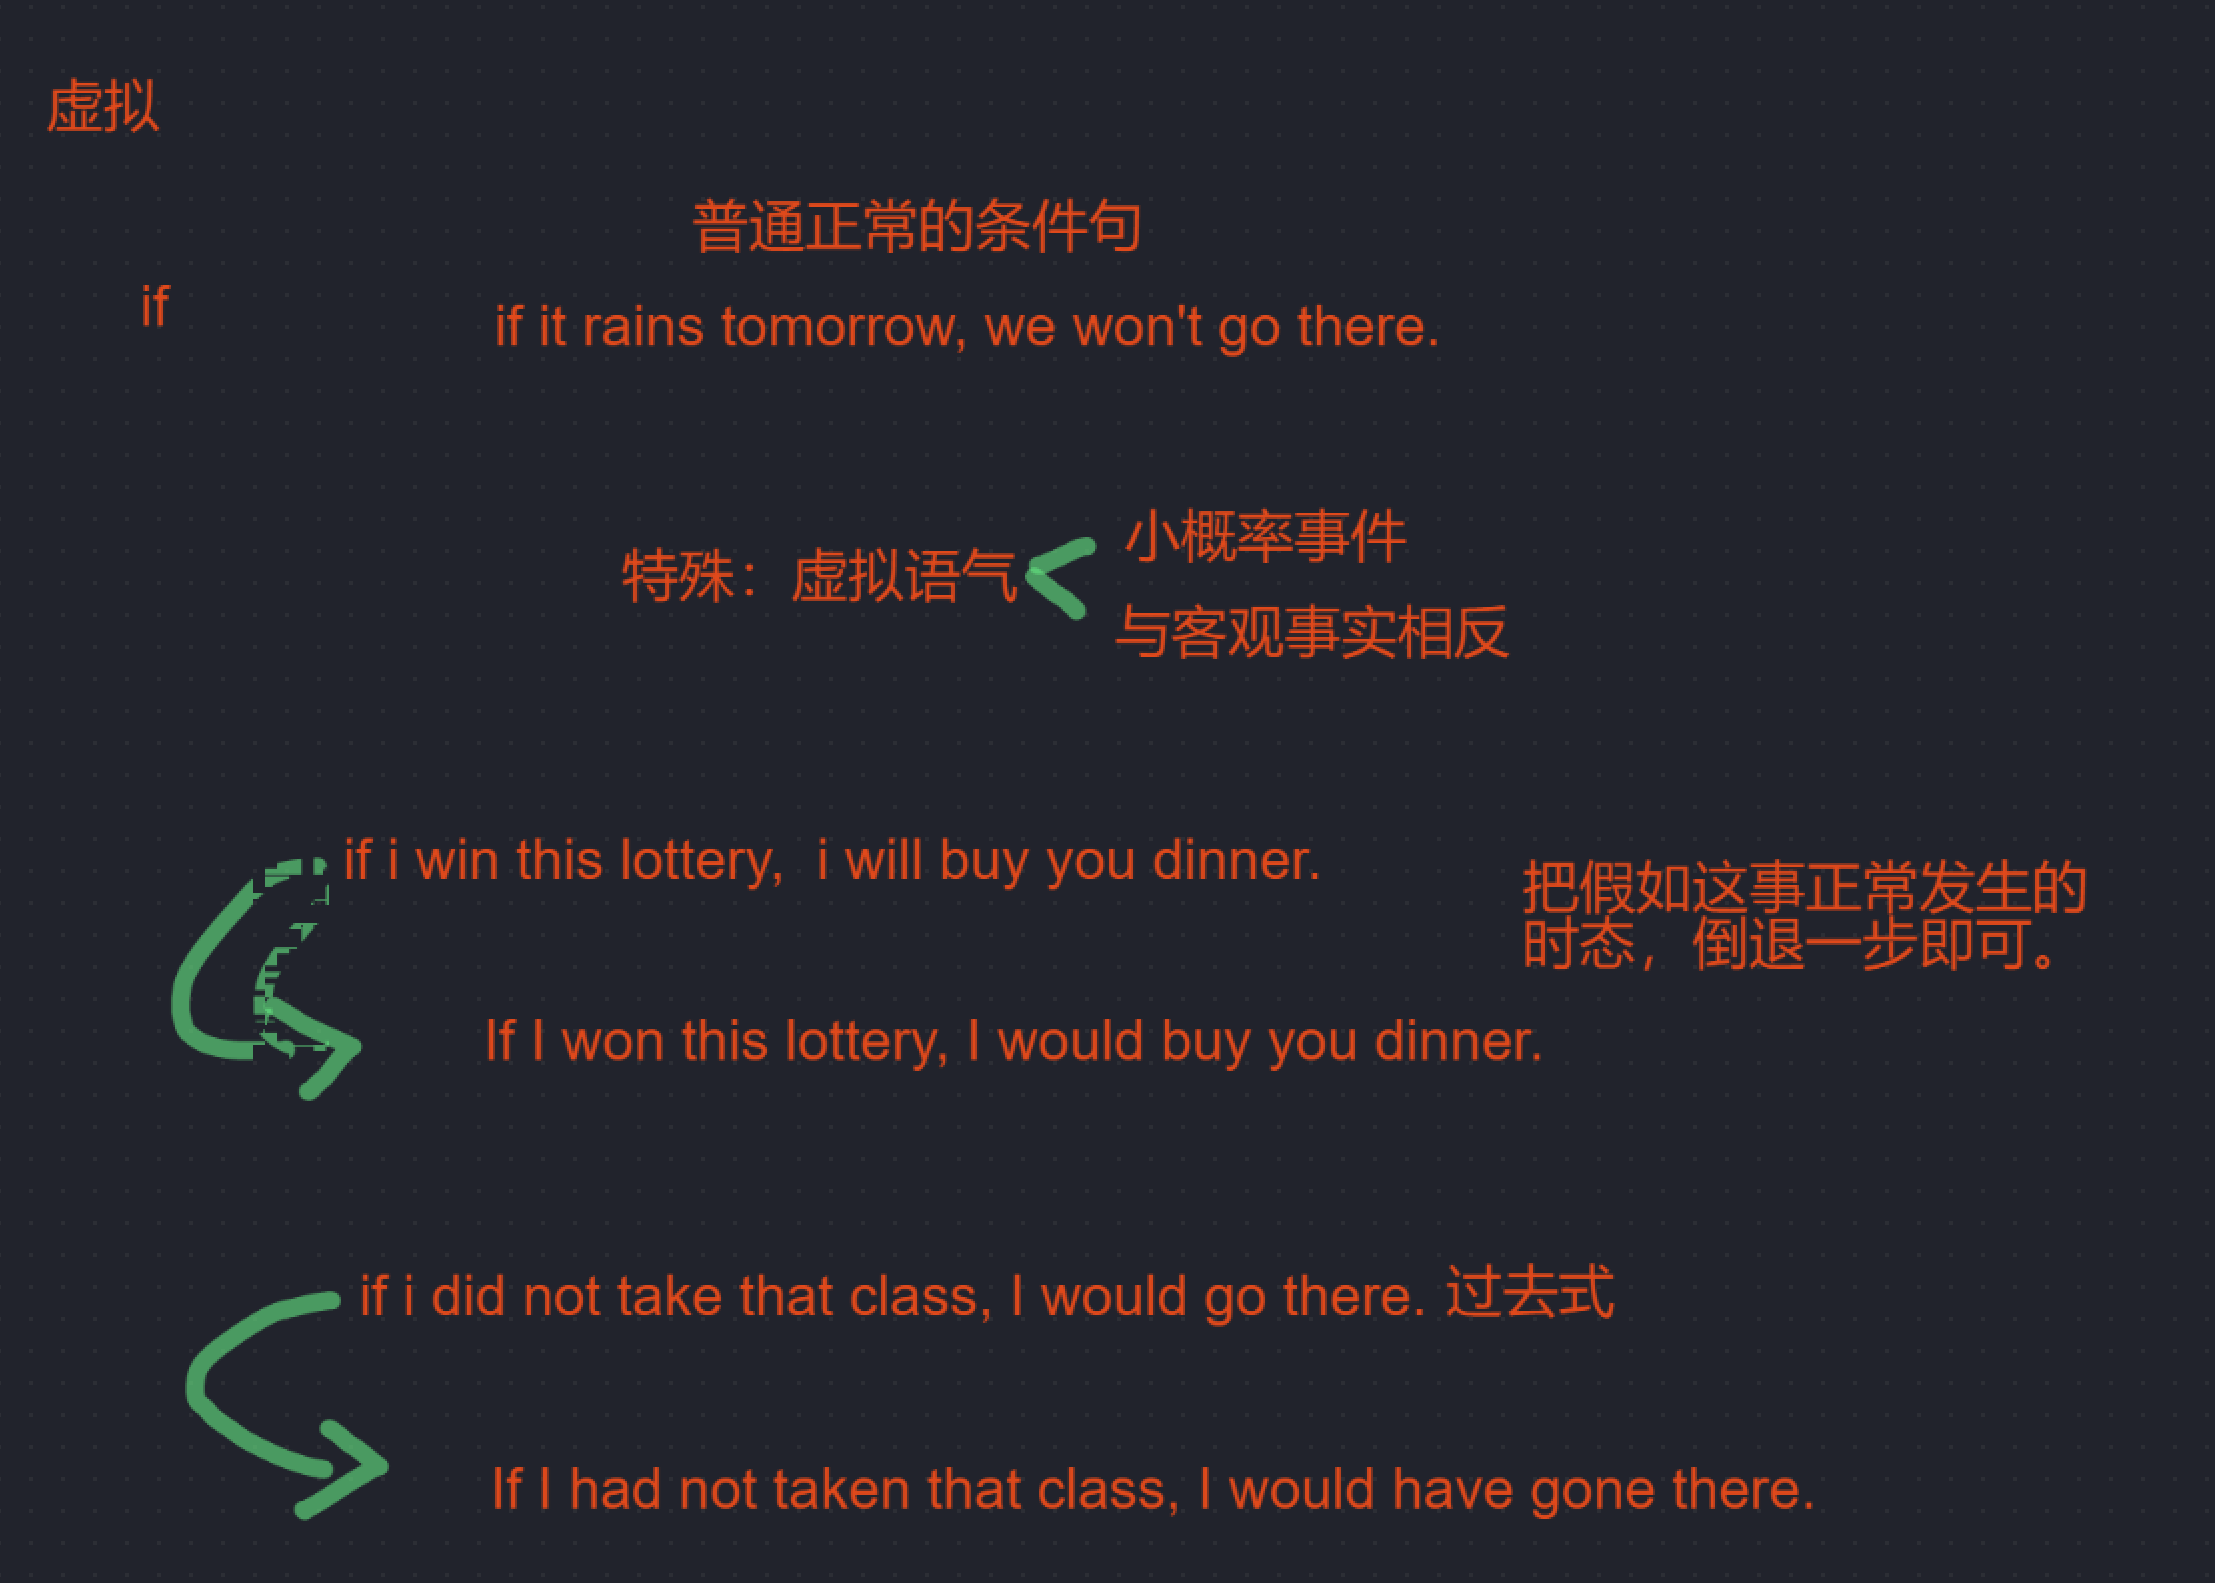 虚拟
普通正常的条件句
if
if it rains tomorrow, we won't go there.
小概率事件
特殊：虚拟语气
与客观事实相反
if i win this lottery,  i will buy you dinner.
把假如这事正常发生的
时态，倒退一步即可。
If I won this lottery, I would buy you dinner.
if i did not take that class, I would go there. 过去式
If I had not taken that class, I would have gone there.